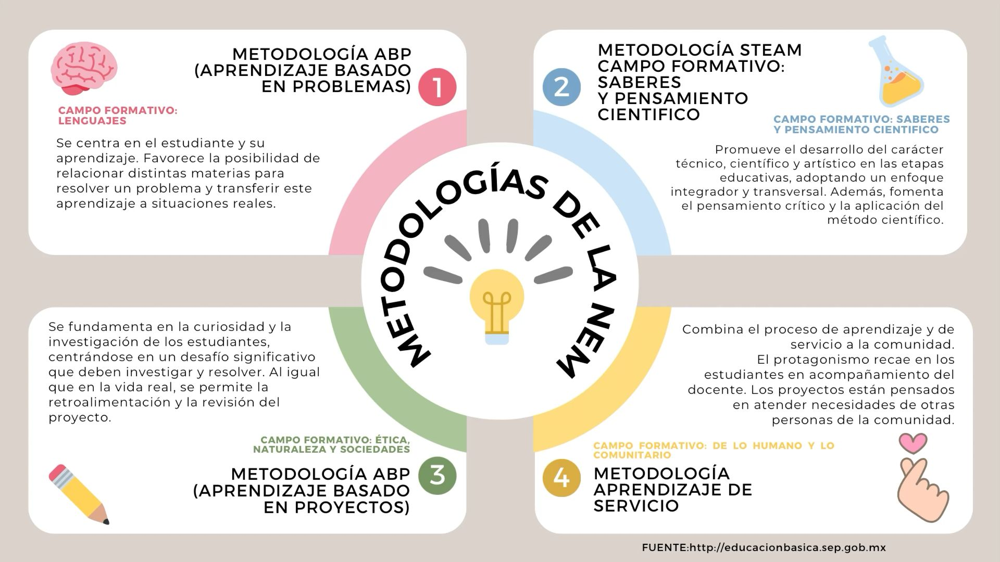 METODOLOGÍA ABP
(APRENDIZAJE BASADO
EN PROBLEMAS)
1
CAMPO FORMATIVO:
LENGUAJES
Se centra en el estudiante y su
aprendizaje. Favorece la posibilidad de
relacionar distintas materias para
resolver un problema y transferir este
aprendizaje a situaciones reales.
2
METODOLOGÍA STEAM
CAMPO FORMATIVO:
SABERES
Y PENSAMIENTO
CIENTIFICO
CAMPO FORMATIVO: SABERES
Y PENSAMIENTO CIENTIFICO
Promueve el desarrollo del carácter
técnico, científico y artístico en las etapas
educativas, adoptando un enfoque
integrador y transversal. Además, fomenta
el pensamiento crítico y la aplicación del
método científico.
METODOLOGÍAS DE LA NEM
Se fundamenta en la curiosidad y la
investigación de los estudiantes,
centrándose en un desafío significativo
que deben investigar y resolver. Al igual
que en la vida real, se permite la
retroalimentación y la revisión del
proyecto.
CAMPO FORMATIVO: ÉTICA,
NATURALEZA Y SOCIEDADES
METODOLOGÍA ABP
(APRENDIZAJE BASADO
EN PROYECTOS)
3
Combina el proceso de aprendizaje y de
servicio a la comunidad.
El protagonismo recae en los
estudiantes en acompañamiento del
docente. Los proyectos están pensados
en atender necesidades de otras
personas de la comunidad.
CAMPO FORMATIVO: DE LO HUMANO Y LO
COMUNITARIO
4
METODOLOGÍA
APRENDIZAJE DE
SERVICIO
FUENTE:http://educacionbasica.sep.gob.mx